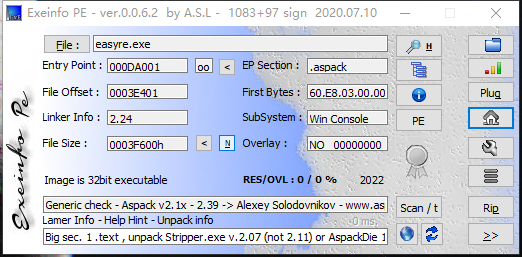 Exeinfo PE - ver.0.0.6.2 by A.S.L - 1083+97 sign 2020.07.10
File : easyre.exe H
Entry Point : 000DA001 oo < EP Section : .aspack
File Offset : 0003E401 First Bytes : 60.E8.03.00.00 Plug
Linker Info : 2.24 SubSystem : Win Console PE
File Size : 0003F600h < N Overlay : NO 00000000
Image is 32bit executable RES/OVL : 0 / 0 % 2022
Generic check - Aspack v2.1x - 2.39 -> Alexey Solodovnikov - www.as Scan / t Rip
Lamer Info - Help Hint - Unpack info 0 ms.
Big sec. 1 .text , unpack Stripper.exe v.2.07 (not 2.11) or AspackDie 1 >>
Exeinfo Pe